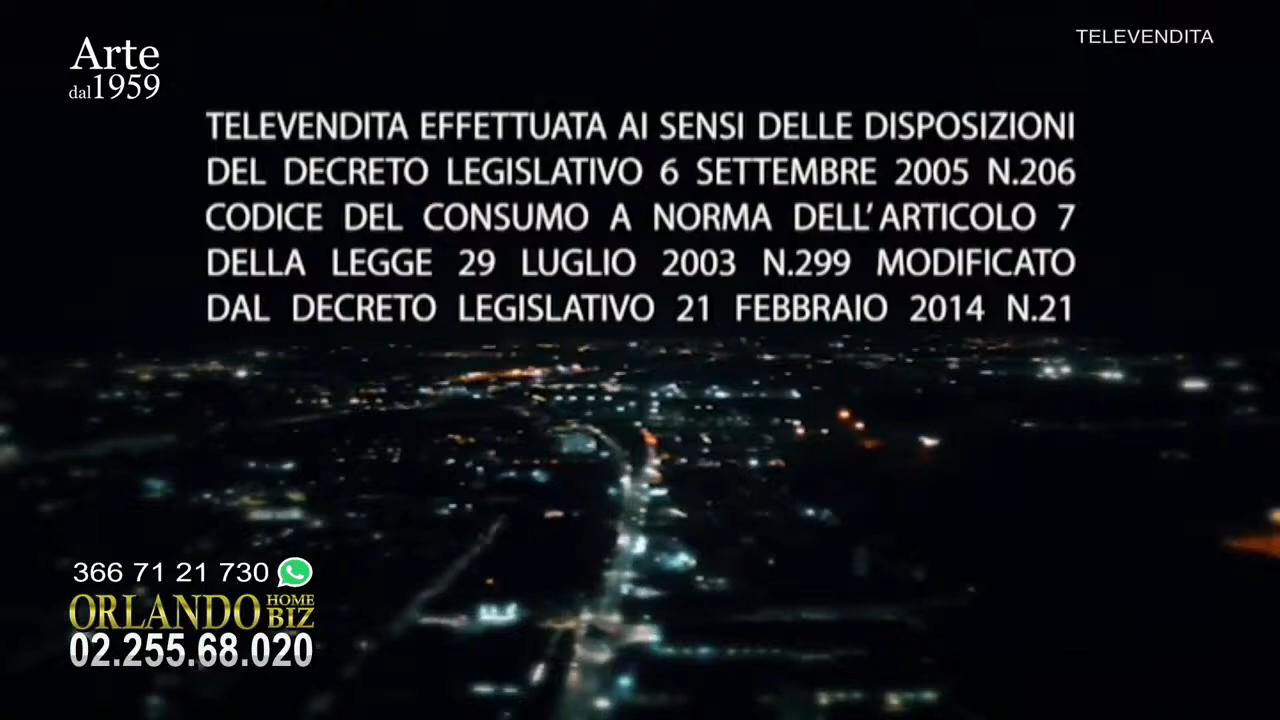 Arte
dal 1959
TELEVENDITA
TELEVENDITA EFFETTUATA AI SENSI DELLE DISPOSIZIONI
DEL DECRETO LEGISLATIVO 6 SETTEMBRE 2005 N.206
CODICE DEL CONSUMO A NORMA DELL'ARTICOLO 7
DELLA LEGGE 29 LUGLIO 2003 N.299 MODIFICATO
DAL DECRETO LEGISLATIVO 21 FEBBRAIO 2014 N.21
366 71 21 730
ORLANDO HOME BIZ
02.255.68.020